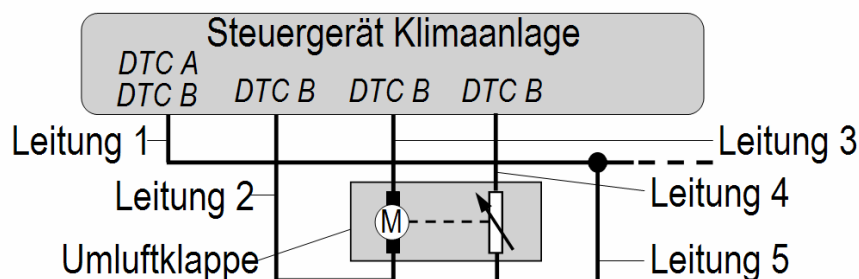 Steuergerät Klimaanlage
DTC A
DTC B DTC B DTC B DTC B
Leitung 1
Leitung 3
Leitung 2
Leitung 4
M
Umluftklappe
Leitung 5